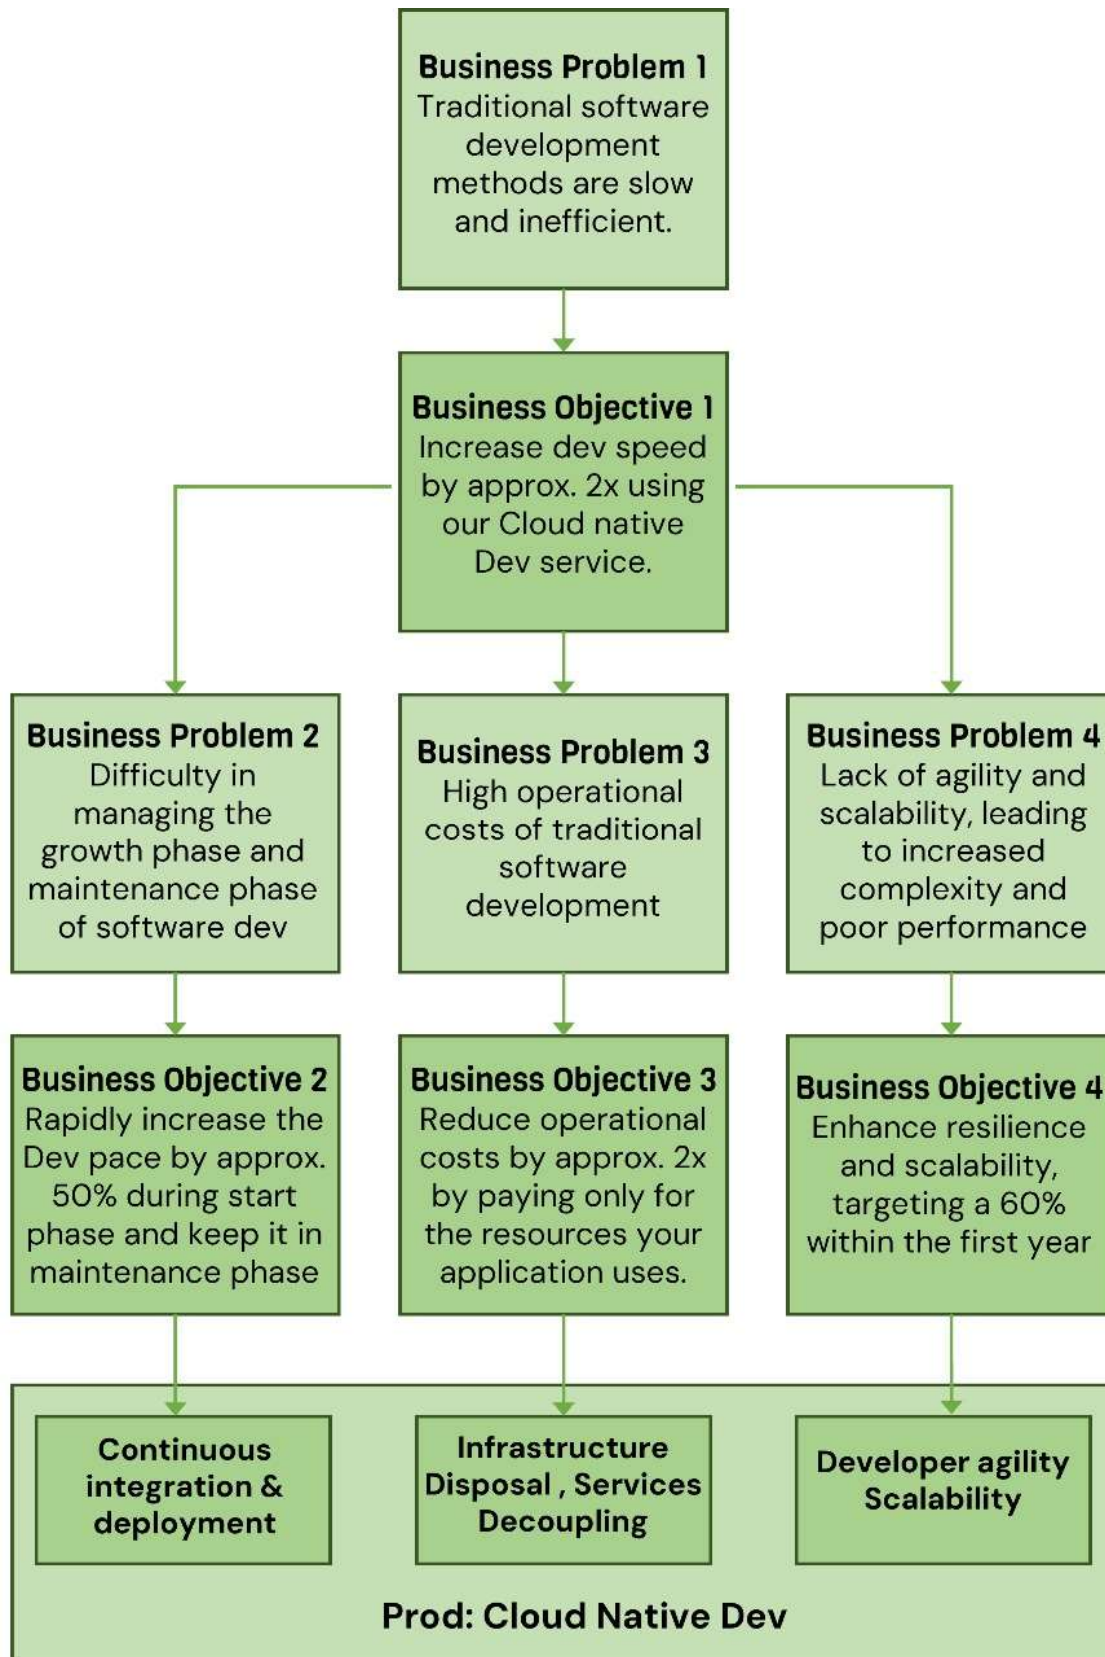 Business Problem 1
Traditional software
development
methods are slow
and inefficient.
Business Objective 1
Increase dev speed
by approx. 2x using
our Cloud native
Dev service.
Business Problem 2
Difficulty in
managing the
growth phase and
maintenance phase
of software dev
Business Problem 3
High operational
costs of traditional
software
development
Business Problem 4
Lack of agility and
scalability, leading
to increased
complexity and
poor performance
Business Objective 2
Rapidly increase the
Dev pace by approx.
50% during start
phase and keep it in
maintenance phase
Business Objective 3
Reduce operational
costs by approx. 2x
by paying only for
the resources your
application uses.
Business Objective 4
Enhance resilience
and scalability,
targeting a 60%
within the first year
Continuous
integration &
deployment
Infrastructure
Disposal , Services
Decoupling
Developer agility
Scalability
Prod: Cloud Native Dev